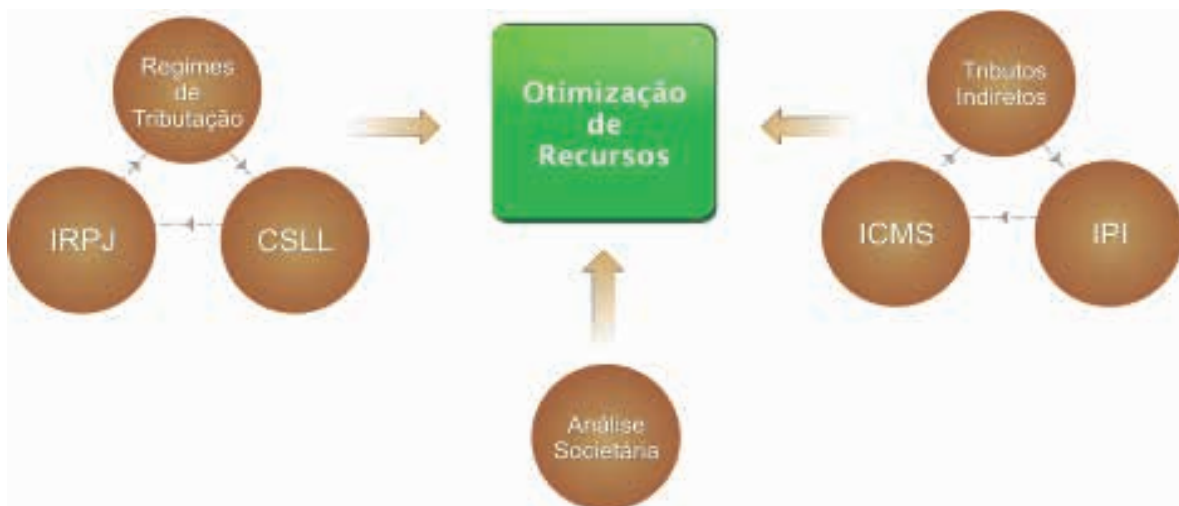 Regimes
de
Tributação
IRPJ
CSLL
Otimização
de
Recursos
Tributos
Indiretos
ICMS
IPI
Análise
Societária